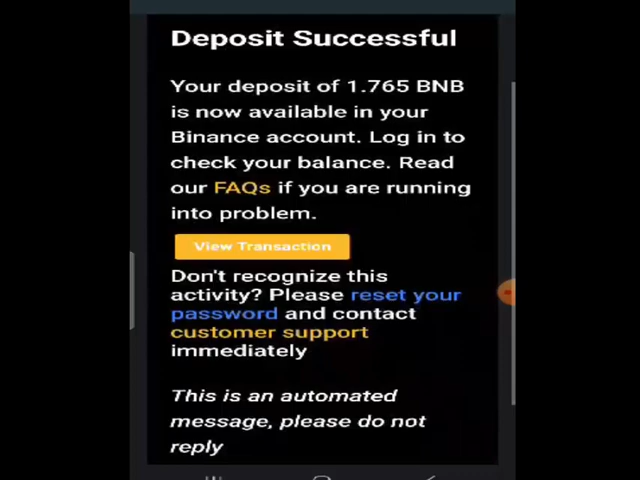 Deposit Successful
Your deposit of 1.765 BNB
is now available in your
Binance account. Log in to
check your balance. Read
our FAQs if you are running
into problem.
View Transaction
Don't recognize this
activity? Please reset your
password and contact
customer support
immediately
This is an automated
message, please do not
reply